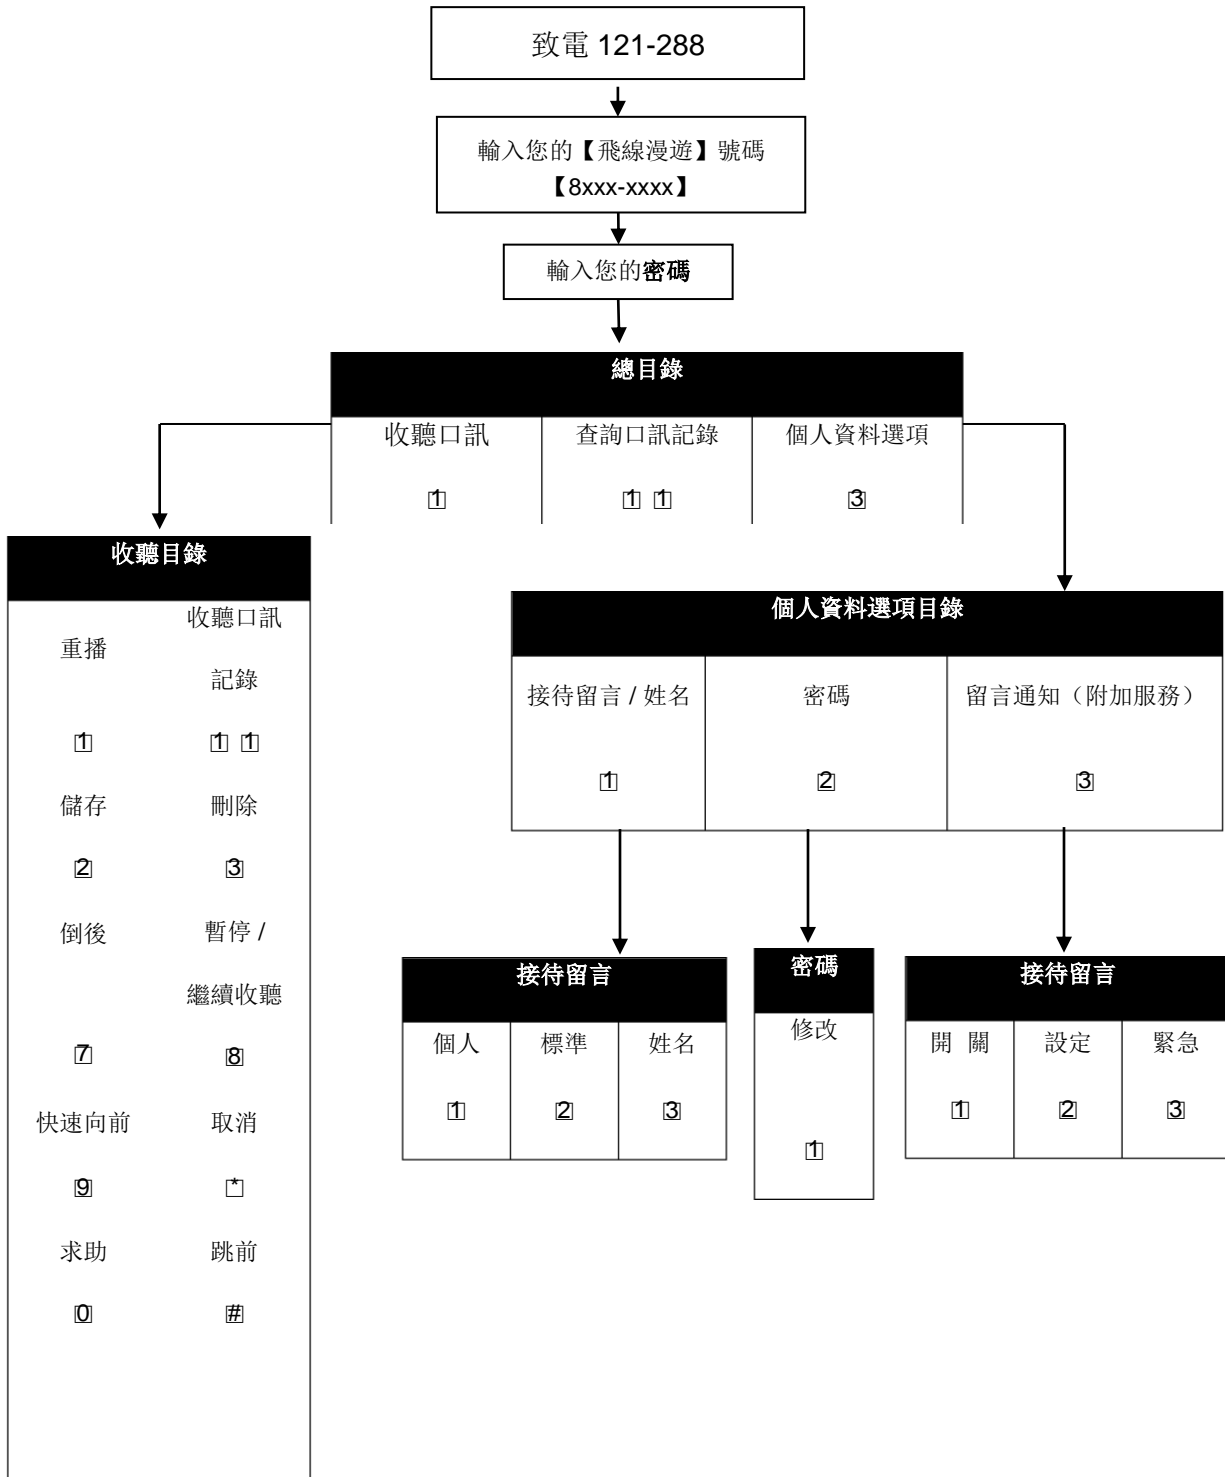 致電 121-288
輸入您的【飛線漫遊】號碼
【8xxx-xxxx】
輸入您的密碼
總目錄
收聽口訊 查詢口訊記錄 個人資料選項
1 1 1 3
收聽目錄
收聽口訊
重播
記錄
1 1 1
儲存 刪除
2 3
倒後 暫停 /
繼續收聽
7 8
快速向前 取消
9 *
求助 跳前
0 #
個人資料選項目錄
接待留言 / 姓名 密碼 留言通知（附加服務）
1 2 3
接待留言
個人 標準 姓名
1 2 3
密碼
修改
1
接待留言
開 關 設定 緊急
1 2 3